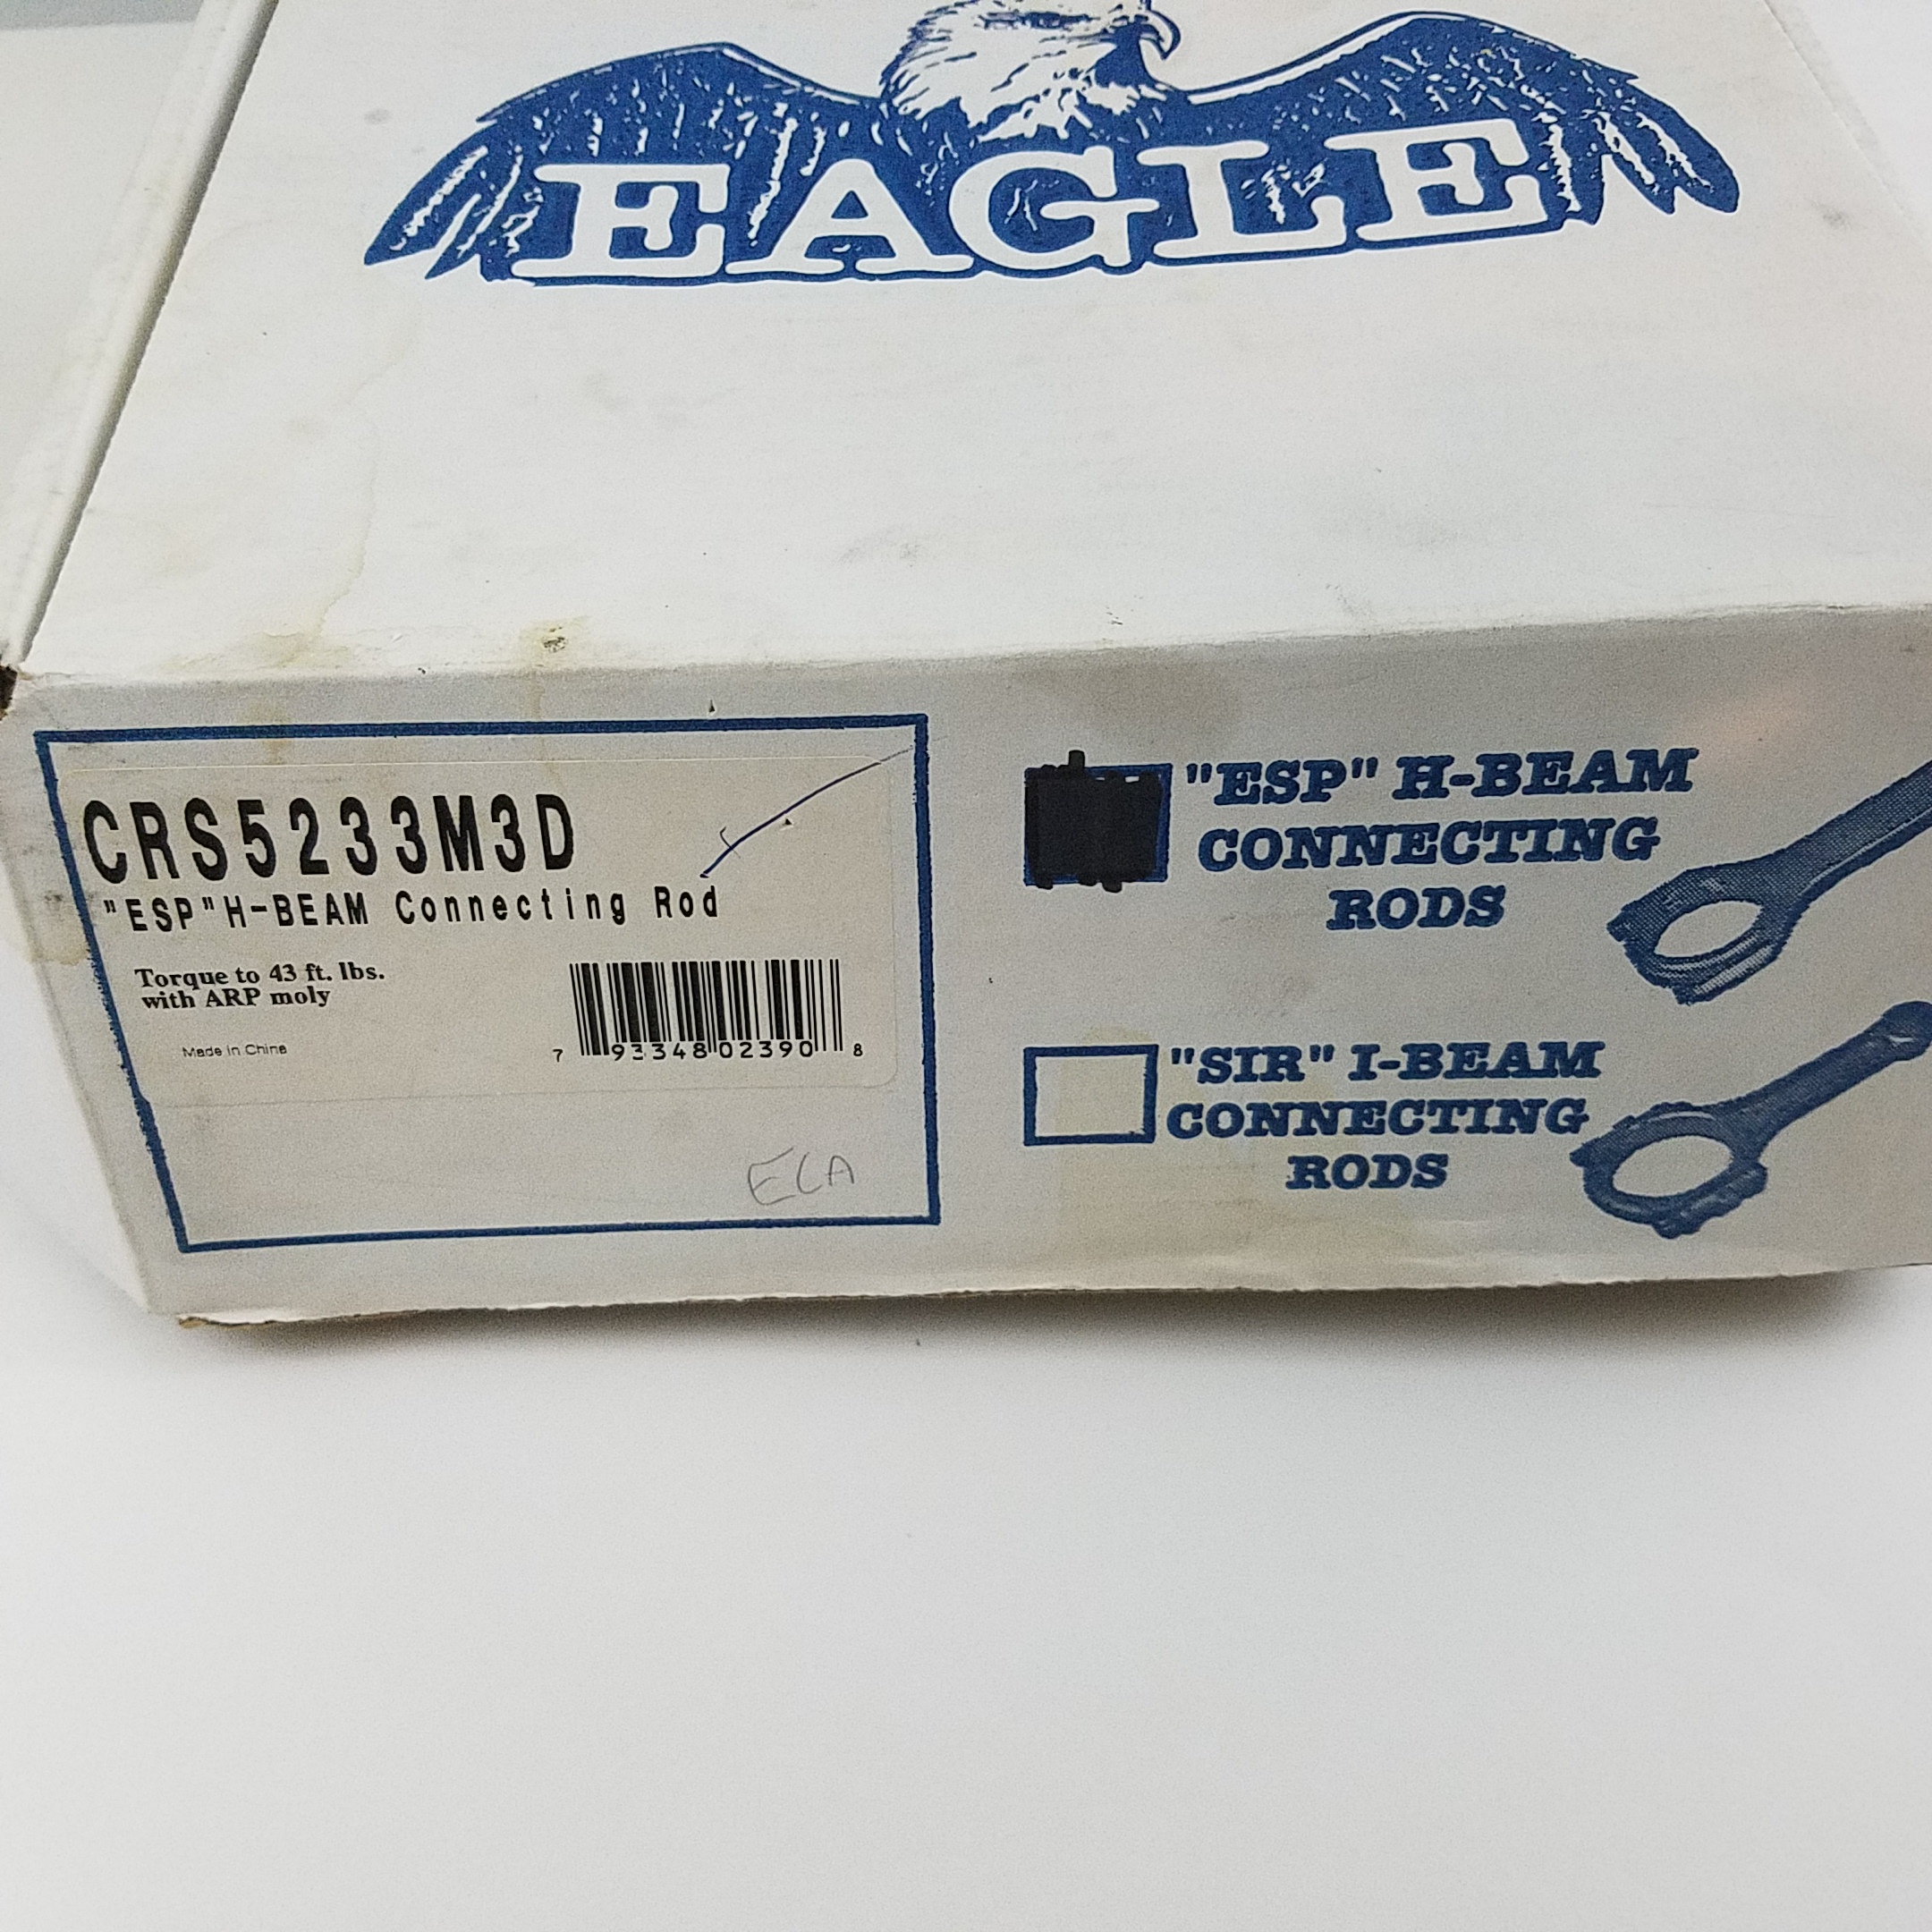 EAGLE
CRS5233M3D
"ESP"H-BEAM Connecting Rod
Torque to 43 ft. lbs.
with ARP moly
Made in China
7 93348 02390 8
ECA
"ESP" H-BEAM
CONNECTING
RODS
"SIR" I-BEAM
CONNECTING
RODS